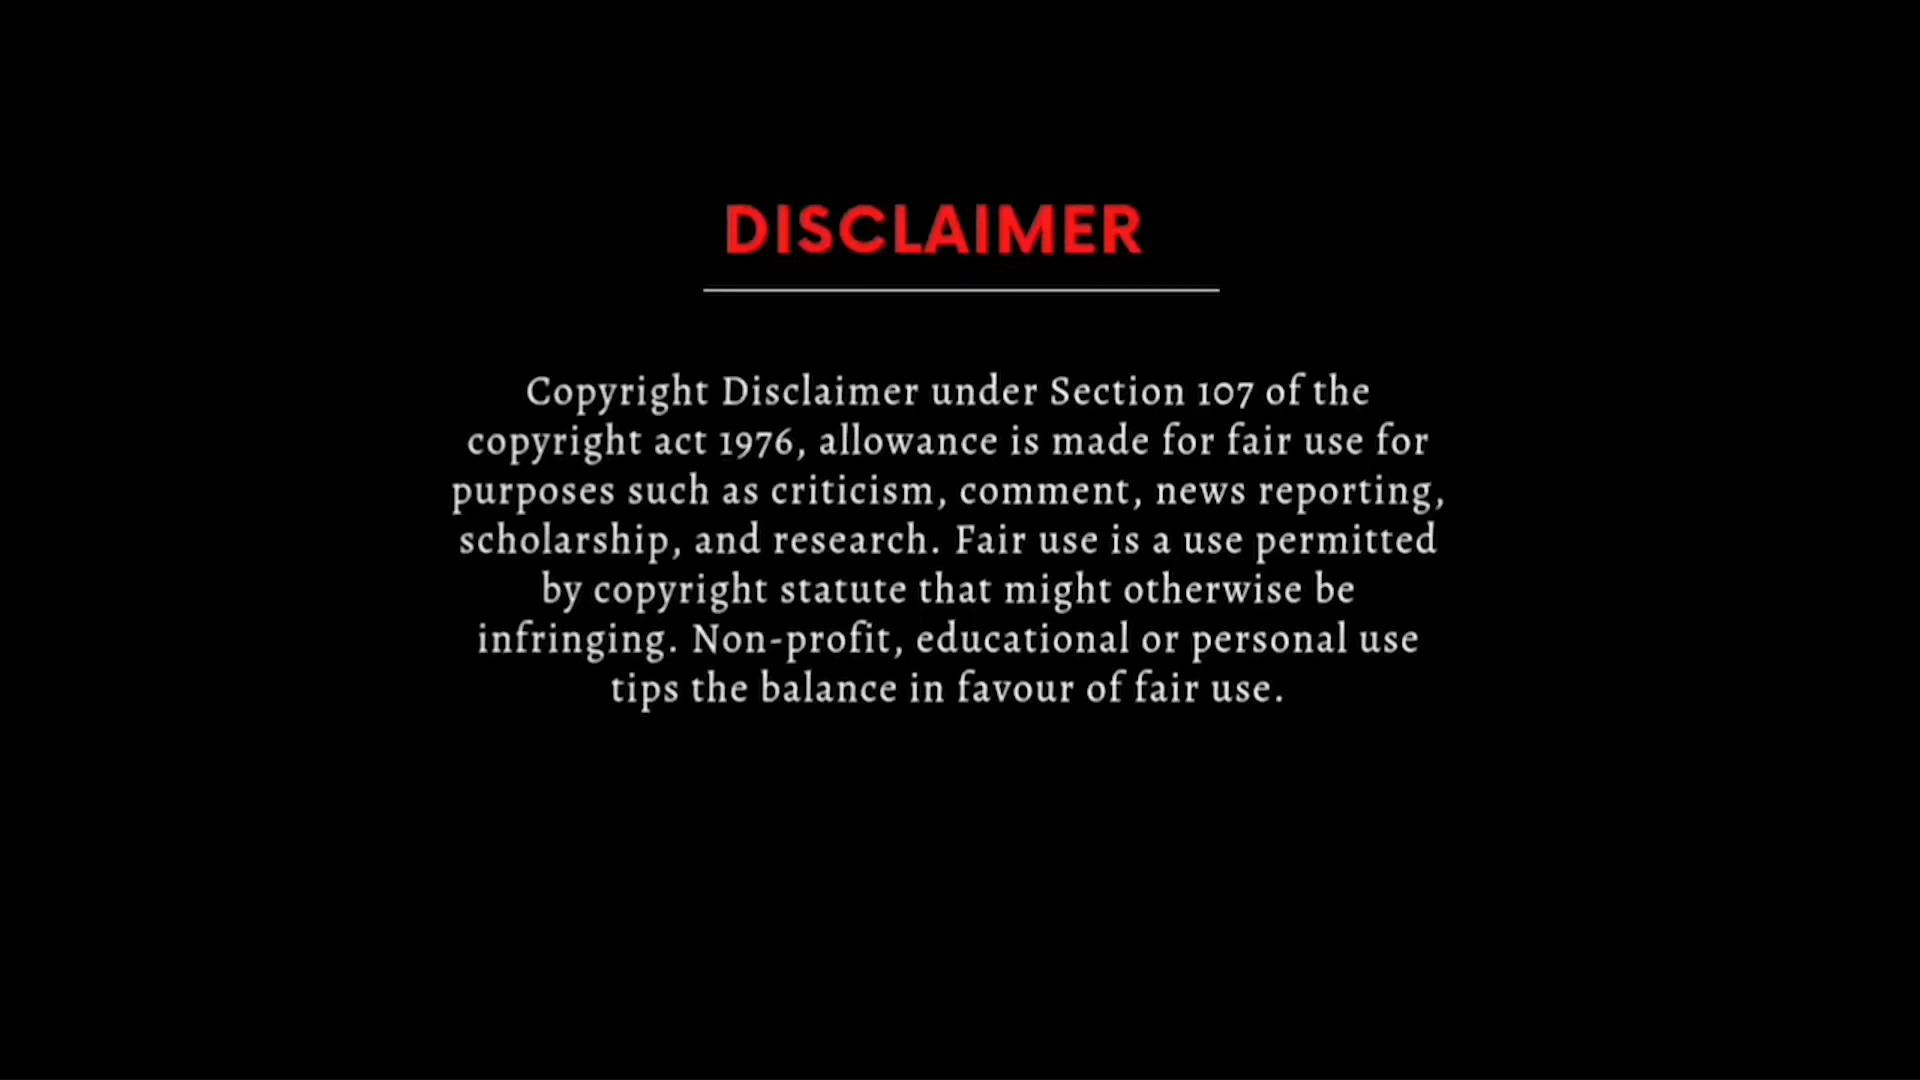 DISCLAIMER
Copyright Disclaimer under Section 107 of the
copyright act 1976, allowance is made for fair use for
purposes such as criticism, comment, news reporting,
scholarship, and research. Fair use is a use permitted
by copyright statute that might otherwise be
infringing. Non-profit, educational or personal use
tips the balance in favour of fair use.